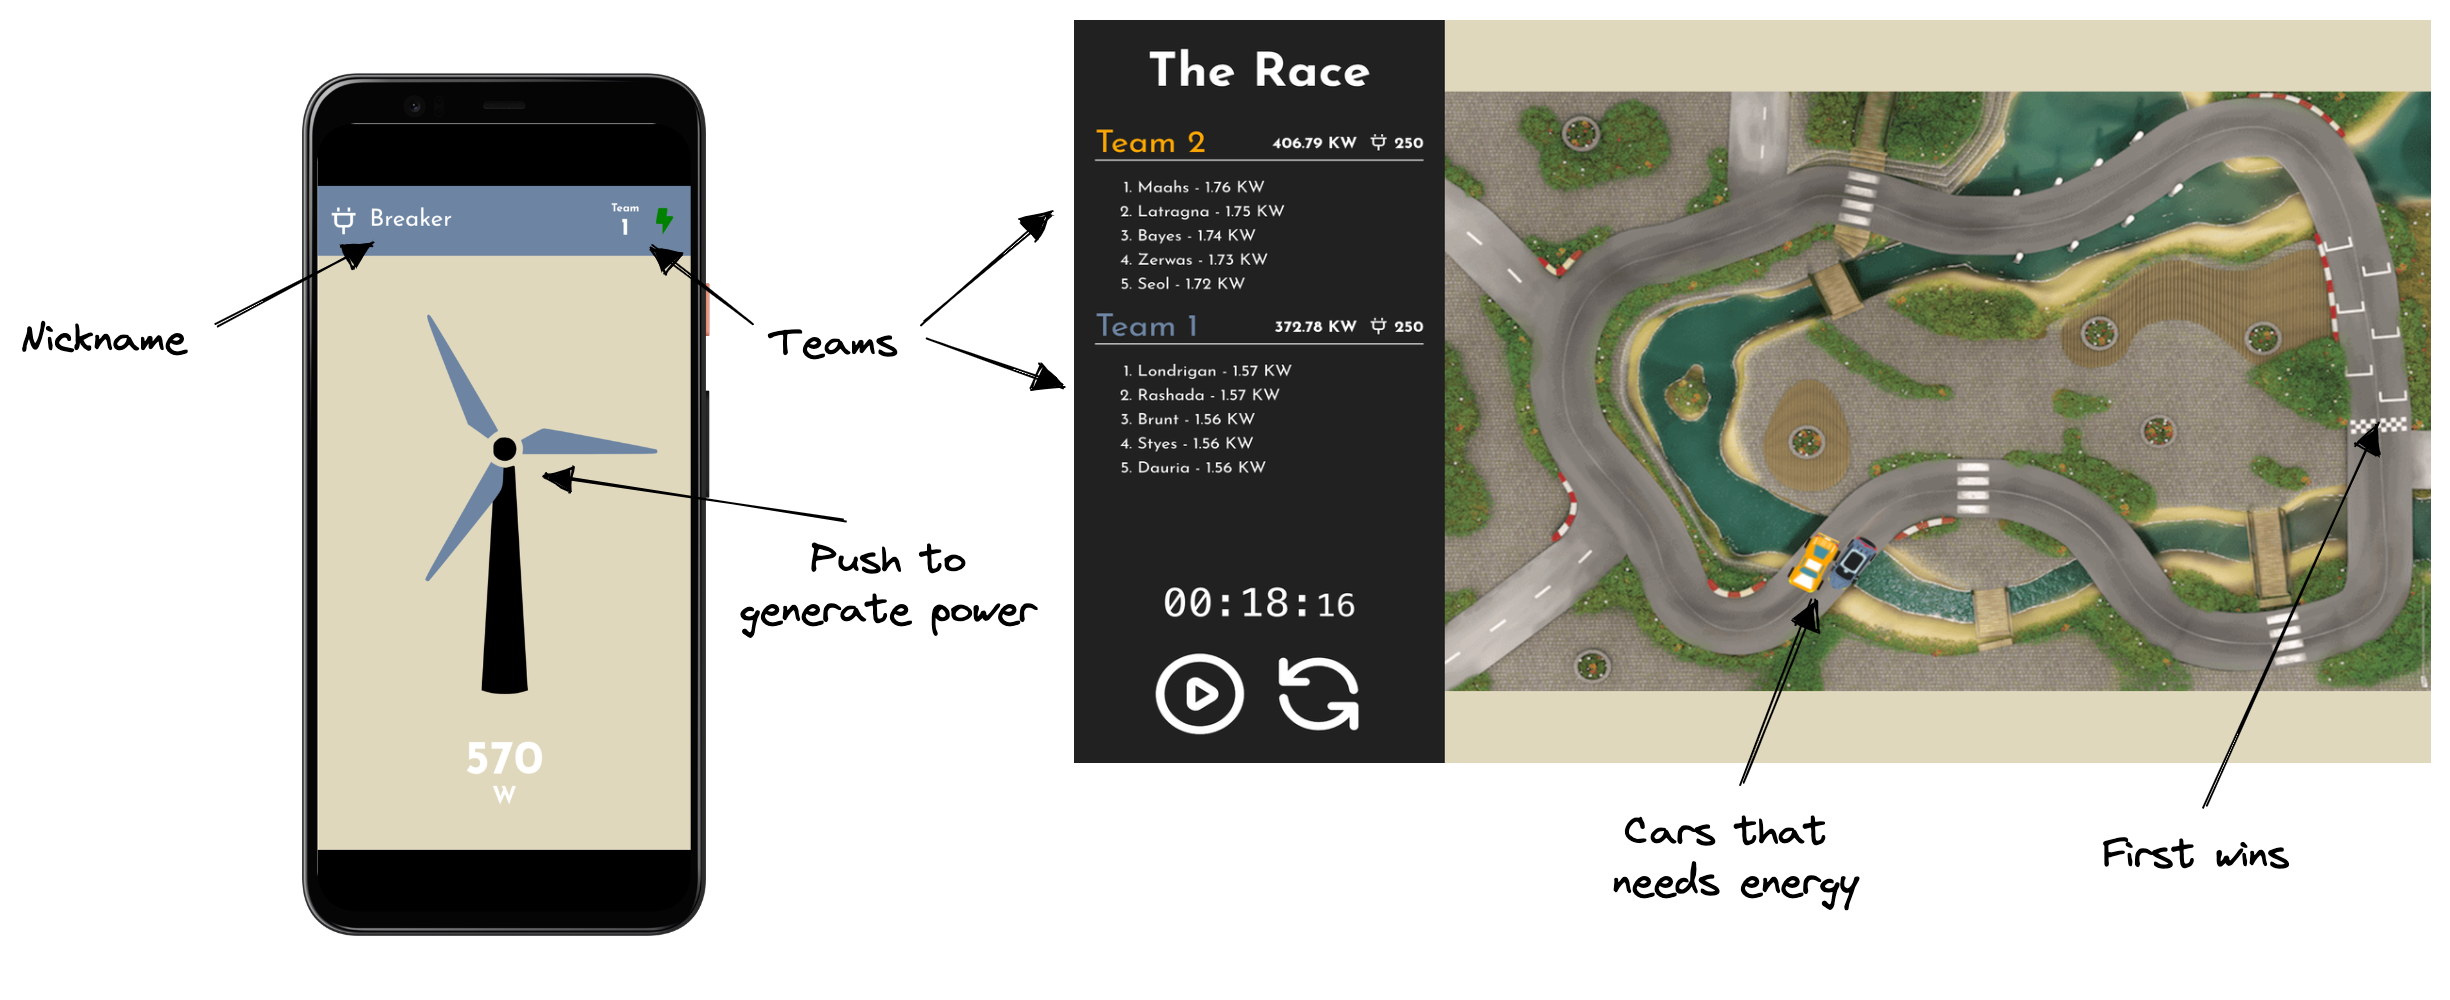 Nickname
Breaker
Team
1
570
W
Teams
Push to
generate power
The Race
Team 2 406.79 KW 250
1. Maahs - 1.76 KW
2. Latragna - 1.75 KW
3. Bayes - 1.74 KW
4. Zerwas - 1.73 KW
5. Seol - 1.72 KW
Team 1 372.78 KW 250
1. Londrigan - 1.57 KW
2. Rashada - 1.57 KW
3. Brunt - 1.56 KW
4. Styes - 1.56 KW
5. Dauria - 1.56 KW
00:18:16
Cars that
needs energy
First wins